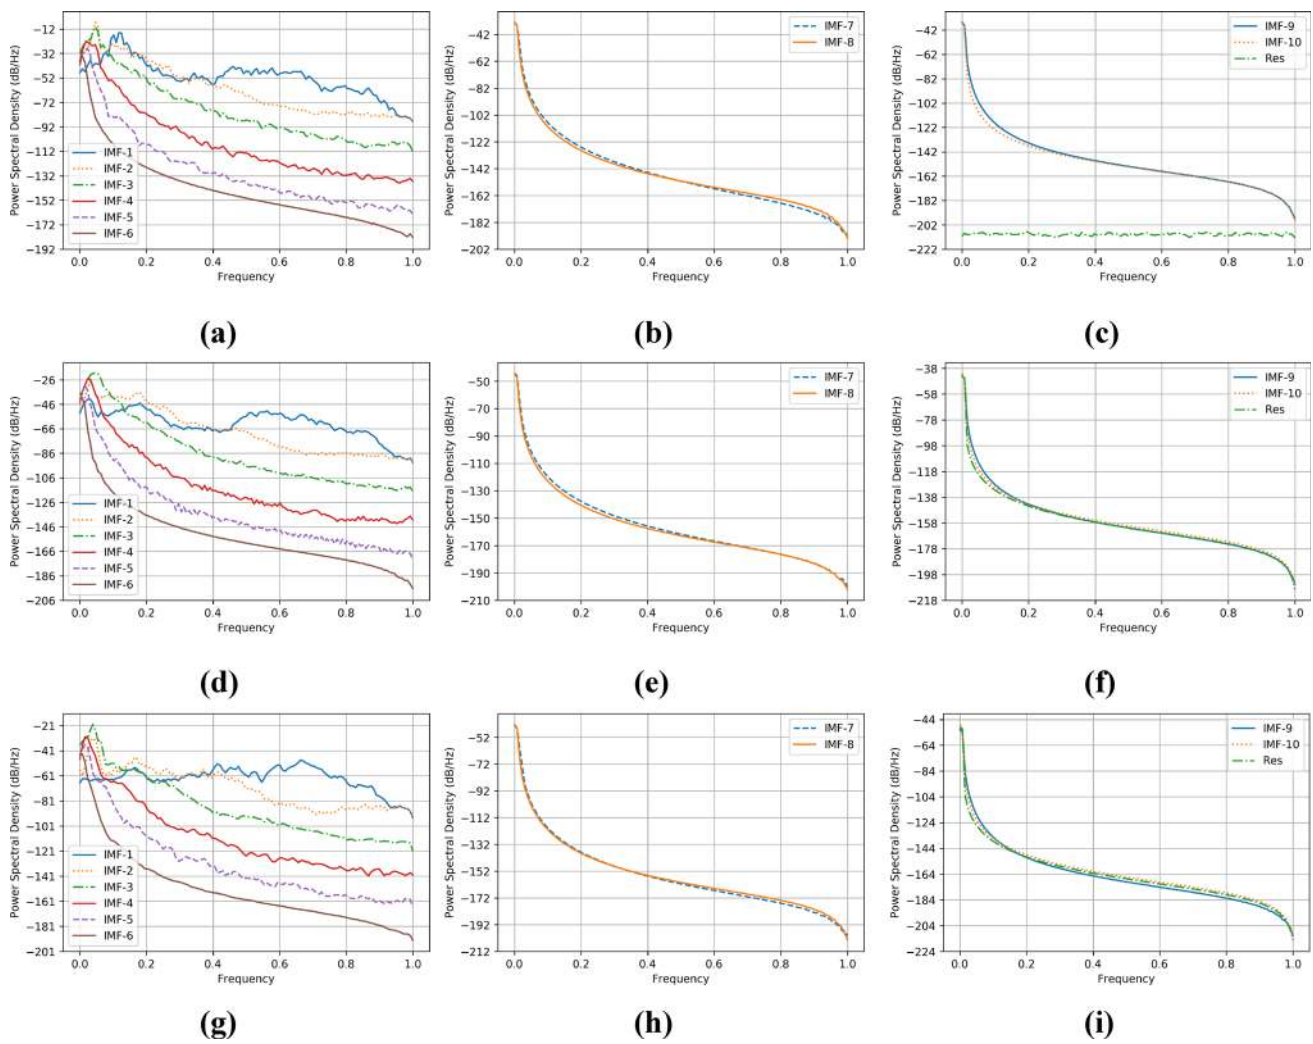 Power Spectral Density (dB/Hz)
−12
−32
−52
−72
−92
−112
−132
−152
−172
−192
IMF-1
IMF-2
IMF-3
IMF-4
IMF-5
IMF-6
0.0 0.2 0.4 0.6 0.8 1.0
Frequency
(a)
Power Spectral Density (dB/Hz)
−42
−62
−82
−102
−122
−142
−162
−182
−202
IMF-7
IMF-8
0.0 0.2 0.4 0.6 0.8 1.0
Frequency
(b)
Power Spectral Density (dB/Hz)
−42
−62
−82
−102
−122
−142
−162
−182
−202
−222
IMF-9
IMF-10
Res
0.0 0.2 0.4 0.6 0.8 1.0
Frequency
(c)
Power Spectral Density (dB/Hz)
−26
−46
−66
−86
−106
−126
−146
−166
−186
−206
IMF-1
IMF-2
IMF-3
IMF-4
IMF-5
IMF-6
0.0 0.2 0.4 0.6 0.8 1.0
Frequency
(d)
Power Spectral Density (dB/Hz)
−50
−70
−90
−110
−130
−150
−170
−190
−210
IMF-7
IMF-8
0.0 0.2 0.4 0.6 0.8 1.0
Frequency
(e)
Power Spectral Density (dB/Hz)
−38
−58
−78
−98
−118
−138
−158
−178
−198
−218
IMF-9
IMF-10
Res
0.0 0.2 0.4 0.6 0.8 1.0
Frequency
(f)
Power Spectral Density (dB/Hz)
−21
−41
−61
−81
−101
−121
−141
−161
−181
−201
IMF-1
IMF-2
IMF-3
IMF-4
IMF-5
IMF-6
0.0 0.2 0.4 0.6 0.8 1.0
Frequency
(g)
Power Spectral Density (dB/Hz)
−52
−72
−92
−112
−132
−152
−172
−192
−212
IMF-7
IMF-8
0.0 0.2 0.4 0.6 0.8 1.0
Frequency
(h)
Power Spectral Density (dB/Hz)
−44
−64
−84
−104
−124
−144
−164
−184
−204
−224
IMF-9
IMF-10
Res
0.0 0.2 0.4 0.6 0.8 1.0
Frequency
(i)